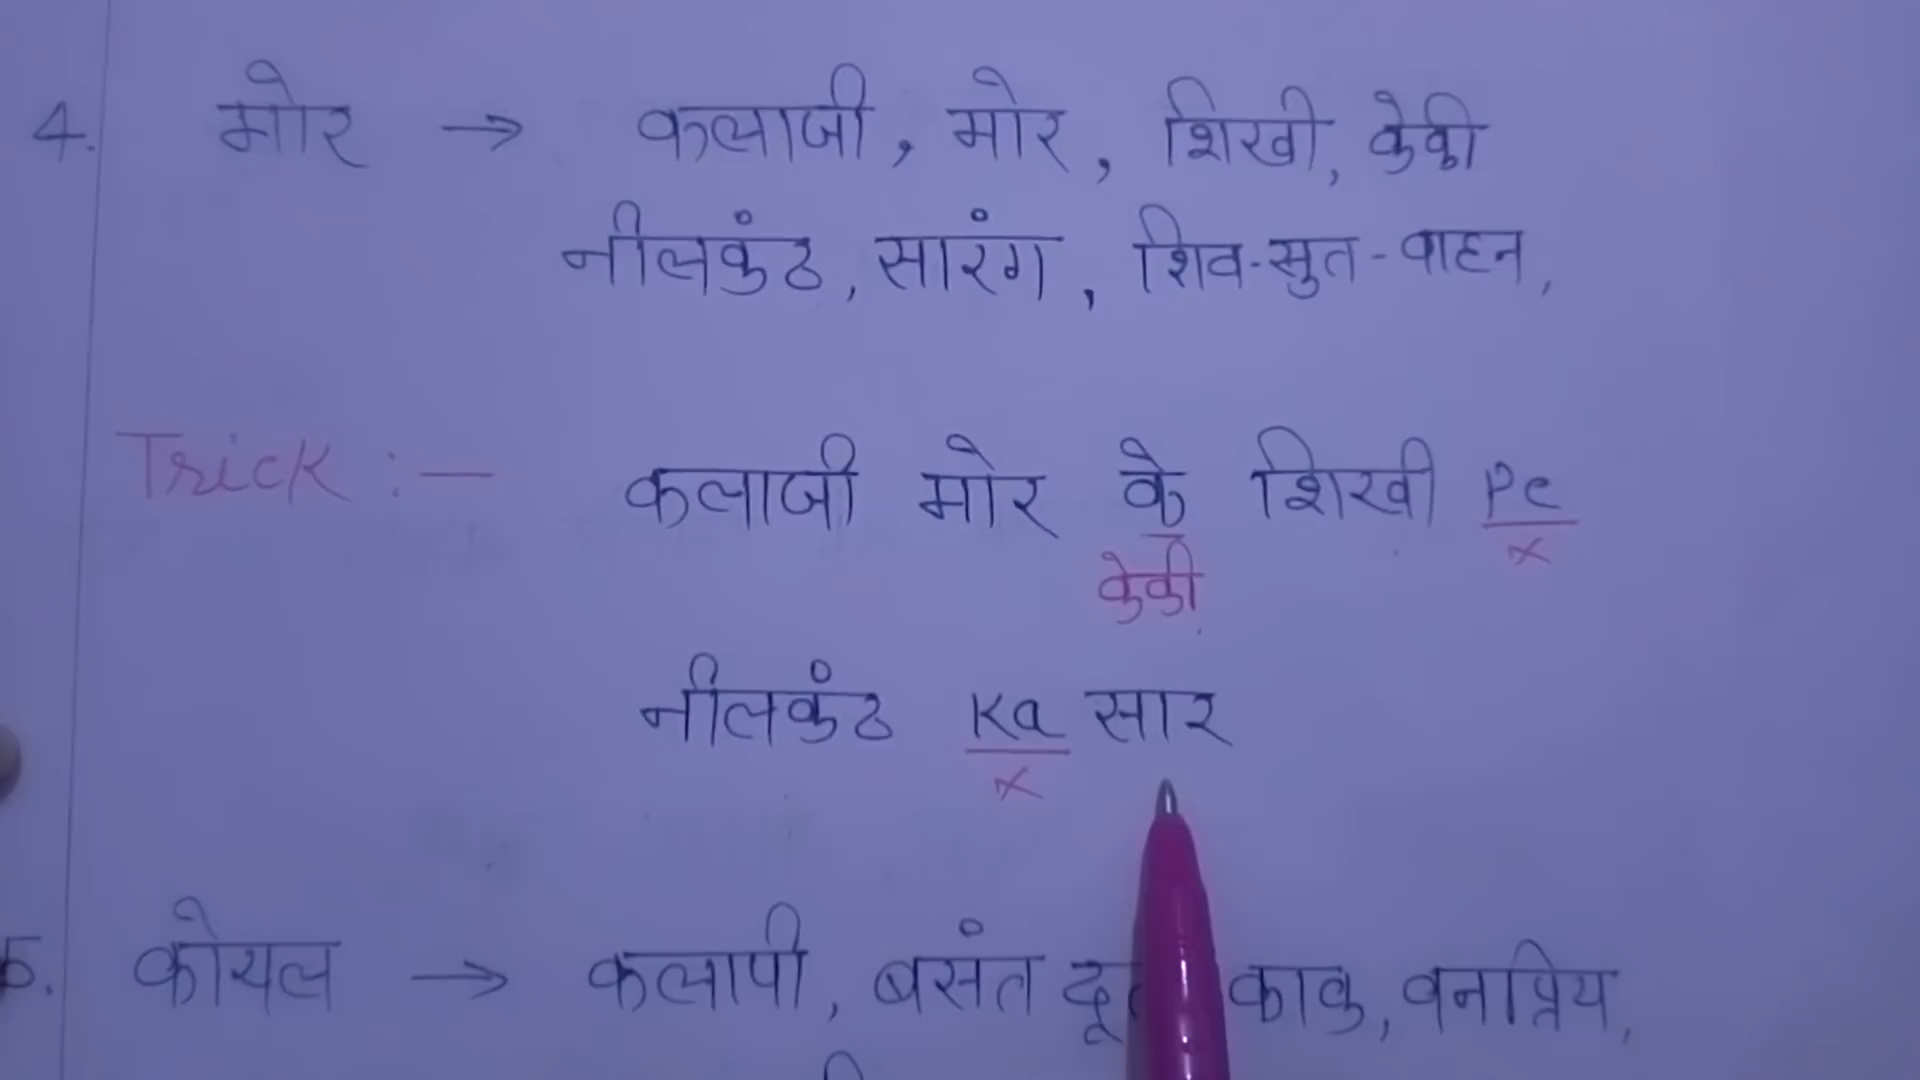 4. मोर → कलाजी, मोर, शिखी, केकी
नीलकंठ, सारंग, शिव-सुत-वाहन,
Trick :- कलाजी मोर के शिखी Pe
x
केकी
नीलकंठ Ka सार
x
5. कोयल → कलापी, बसंत काक, वनप्रिय,